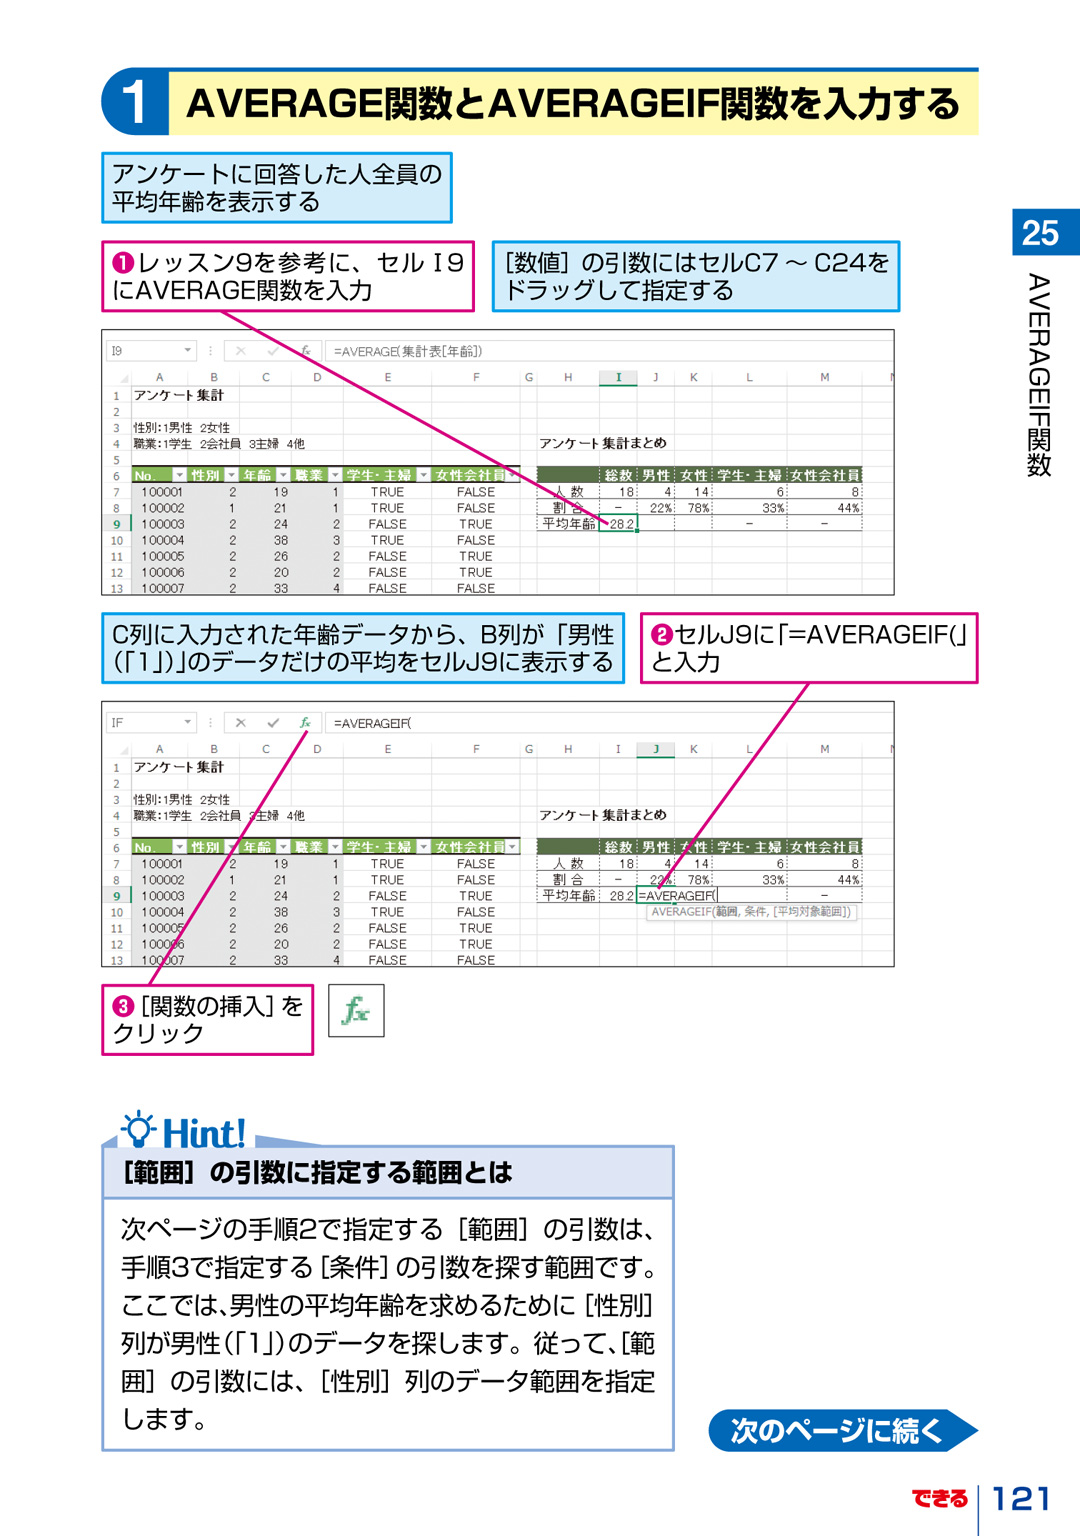 1 AVERAGE関数とAVERAGEIF関数を入力する
アンケートに回答した人全員の
平均年齢を表示する
25
AVERAGEIF関数
❶レッスン9を参考に、セル I 9
にAVERAGE関数を入力
［数値］の引数にはセルC7 ～ C24を
ドラッグして指定する
I9 fx =AVERAGE(集計表[年齢])
A B C D E F G H I J K L M N
1 アンケート集計
2
3 性別:1男性 2女性
4 職業:1学生 2会社員 3主婦 4他 アンケート集計まとめ
5
6 No. 性別 年齢 職業 学生・主婦 女性会社員 総数 男性 女性 学生・主婦 女性会社員
7 100001 2 19 1 TRUE FALSE 人数 18 4 14 6 8
8 100002 1 21 1 TRUE FALSE 割合 － 22% 78% 33% 44%
9 100003 2 24 2 FALSE TRUE 平均年齢 28.2 － －
10 100004 2 38 3 TRUE FALSE
11 100005 2 26 2 FALSE TRUE
12 100006 2 20 2 FALSE TRUE
13 100007 2 33 4 FALSE FALSE
C列に入力された年齢データから、B列が「男性
（「1」）」のデータだけの平均をセルJ9に表示する
❷セルJ9に「=AVERAGEIF(」
と入力
IF fx =AVERAGEIF(
A B C D E F G H I J K L M N
1 アンケート集計
2
3 性別:1男性 2女性
4 職業:1学生 2会社員 3主婦 4他 アンケート集計まとめ
5
6 No. 性別 年齢 職業 学生・主婦 女性会社員 総数 男性 女性 学生・主婦 女性会社員
7 100001 2 19 1 TRUE FALSE 人数 18 4 14 6 8
8 100002 1 21 1 TRUE FALSE 割合 － 22% 78% 33% 44%
9 100003 2 24 2 FALSE TRUE 平均年齢 28.2 =AVERAGEIF( －
10 100004 2 38 3 TRUE FALSE AVERAGEIF(範囲, 条件, [平均対象範囲])
11 100005 2 26 2 FALSE TRUE
12 100006 2 20 2 FALSE TRUE
13 100007 2 33 4 FALSE FALSE
❸［関数の挿入］を
クリック
fx
Hint!
［範囲］の引数に指定する範囲とは
次ページの手順2で指定する［範囲］の引数は、
手順3で指定する［条件］の引数を探す範囲です。
ここでは、男性の平均年齢を求めるために［性別］
列が男性（「1」）のデータを探します。従って、［範
囲］の引数には、［性別］列のデータ範囲を指定
します。
次のページに続く
できる 121